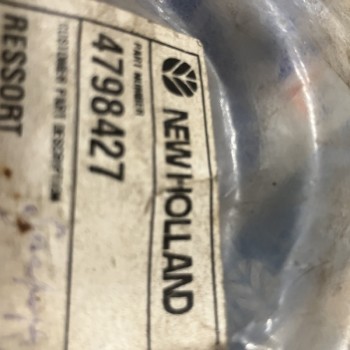 NEW HOLLAND
PART NUMBER
4798427
CUSTOMER PART DESCRIPTION
RESSORT